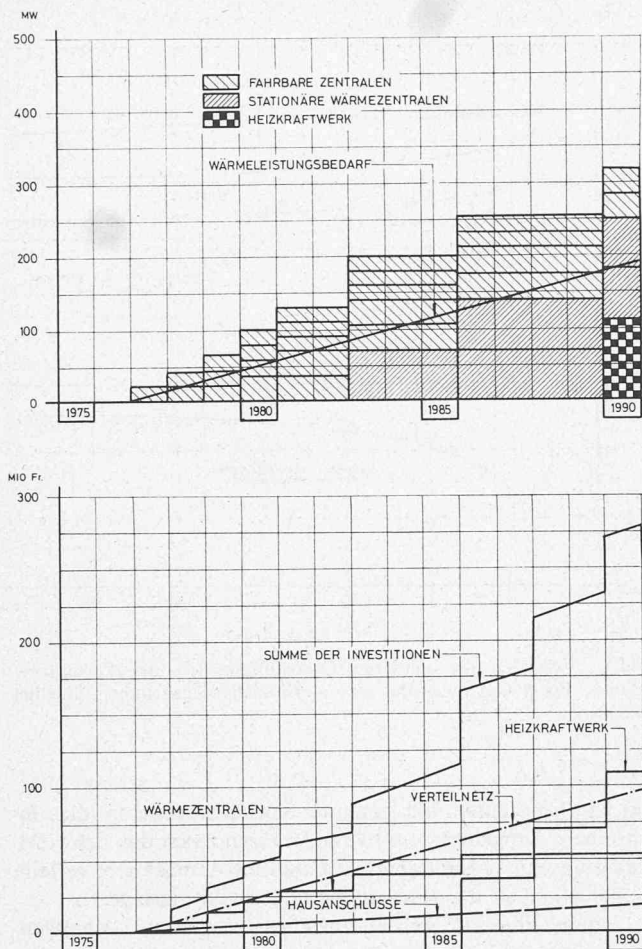 MW
500
400
300
200
100
0
FAHRBARE ZENTRALEN
STATIONÄRE WÄRMEZENTRALEN
HEIZKRAFTWERK
WÄRMELEISTUNGSBEDARF
1975 1980 1985 1990
MIO Fr.
300
200
100
0
SUMME DER INVESTITIONEN
HEIZKRAFTWERK
WÄRMEZENTRALEN
VERTEILNETZ
HAUSANSCHLÜSSE
1975 1980 1985 1990